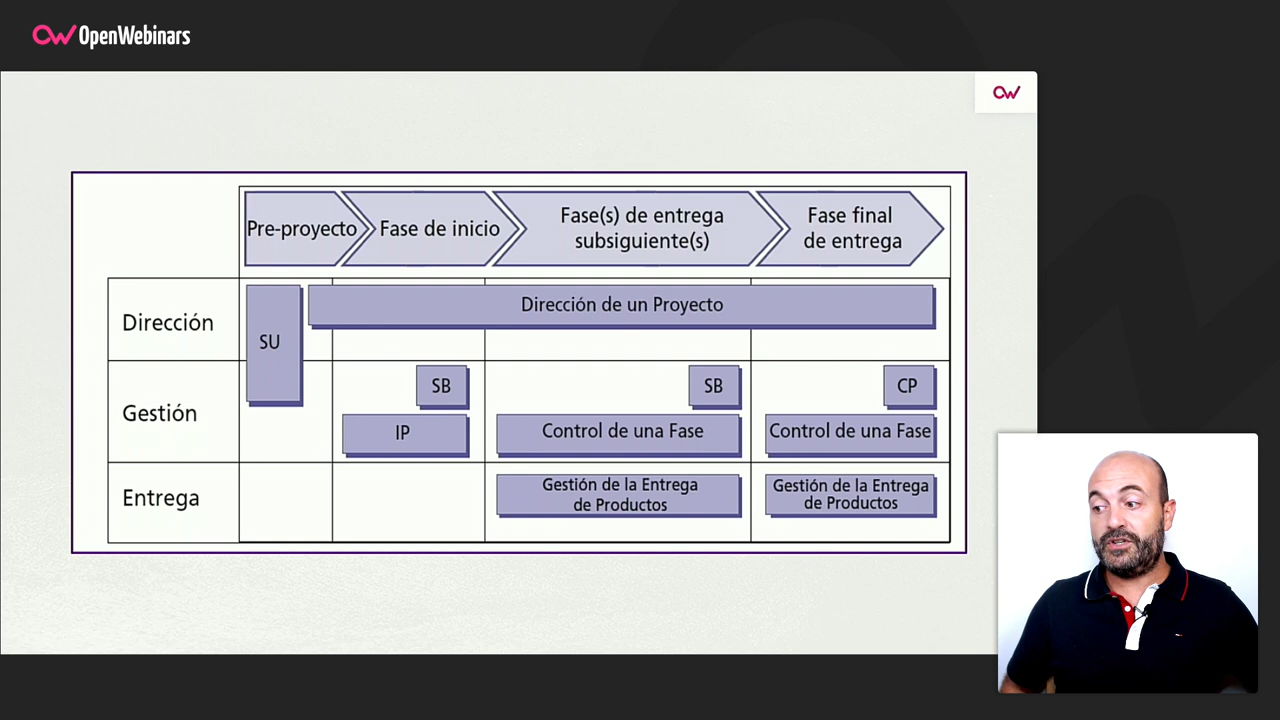 OW OpenWebinars
OW
Pre-proyecto
Fase de inicio
Fase(s) de entrega
subsiguiente(s)
Fase final
de entrega
Dirección
SU
Dirección de un Proyecto
Gestión
SB
SB
CP
IP
Control de una Fase
Control de una Fase
Entrega
Gestión de la Entrega
de Productos
Gestión de la Entrega
de Productos